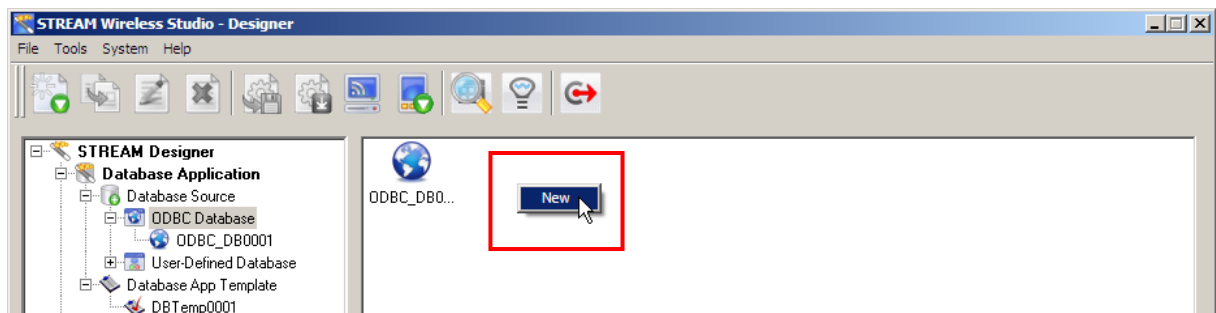 STREAM Wireless Studio - Designer
File Tools System Help
STREAM Designer
Database Application
Database Source
ODBC Database
ODBC_DB0001
User-Defined Database
Database App Template
DBTemp0001
ODBC_DB0...
New